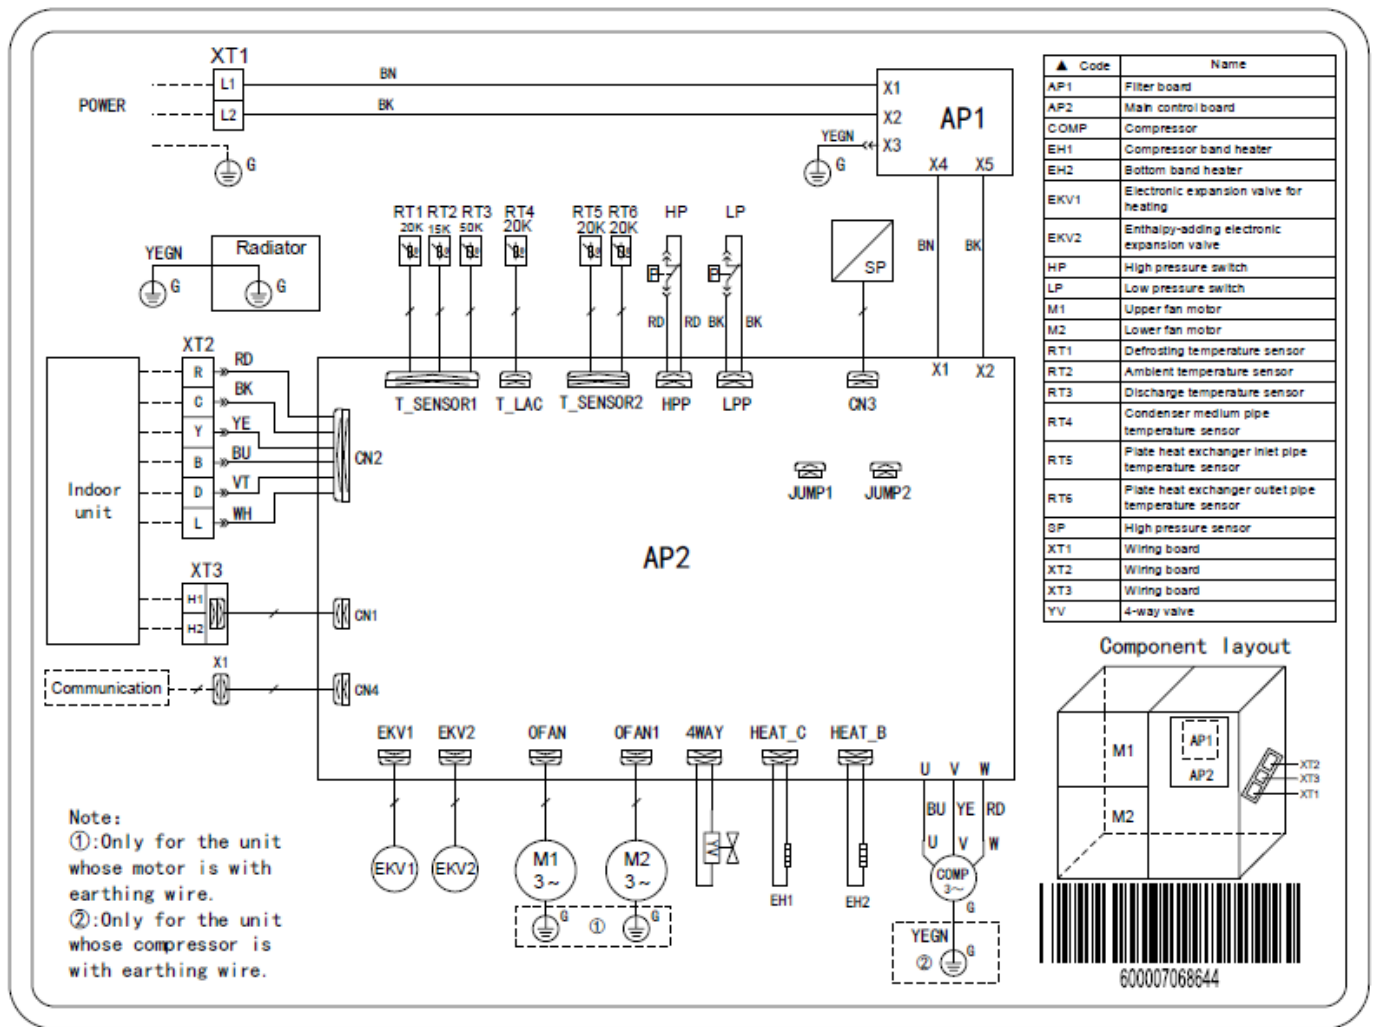 XT1
L1
L2
POWER
BN
BK
G
X1
X2
X3
AP1
X4 X5
YEGN
G
BN
BK
YEGN
G
Radiator
G
RT1 RT2 RT3 RT4 RT5 RT6 HP LP
20K 15K 50K 20K 20K 20K
SP
RD RD BK BK
T_SENSOR1 T_LAC T_SENSOR2 HPP LPP CN3
X1 X2
XT2
R RD
C BK
Y YE
B BU
D VT
L WH
CN2
Indoor
unit
JUMP1 JUMP2
AP2
XT3
H1
H2
CN1
X1
Communication
CN4
EKV1 EKV2 OFAN OFAN1 4WAY HEAT_C HEAT_B
U V W
BU YE RD
U V W
EKV1
EKV2
M1
3~
M2
3~
YV
EH1
EH2
COMP
3~
G
G ① G
YEGN
② G
Note:
①:Only for the unit
whose motor is with
earthing wire.
②:Only for the unit
whose compressor is
with earthing wire.
▲ Code Name
AP1 Filter board
AP2 Main control board
COMP Compressor
EH1 Compressor band heater
EH2 Bottom band heater
EKV1 Electronic expansion valve for
heating
EKV2 Enthalpy-adding electronic
expansion valve
HP High pressure switch
LP Low pressure switch
M1 Upper fan motor
M2 Lower fan motor
RT1 Defrosting temperature sensor
RT2 Ambient temperature sensor
RT3 Discharge temperature sensor
RT4 Condenser medium pipe
temperature sensor
RT5 Plate heat exchanger inlet pipe
temperature sensor
RT6 Plate heat exchanger outlet pipe
temperature sensor
SP High pressure sensor
XT1 Wiring board
XT2 Wiring board
XT3 Wiring board
YV 4-way valve
Component layout
M1
M2
AP1
AP2
XT2
XT3
XT1
600007068644